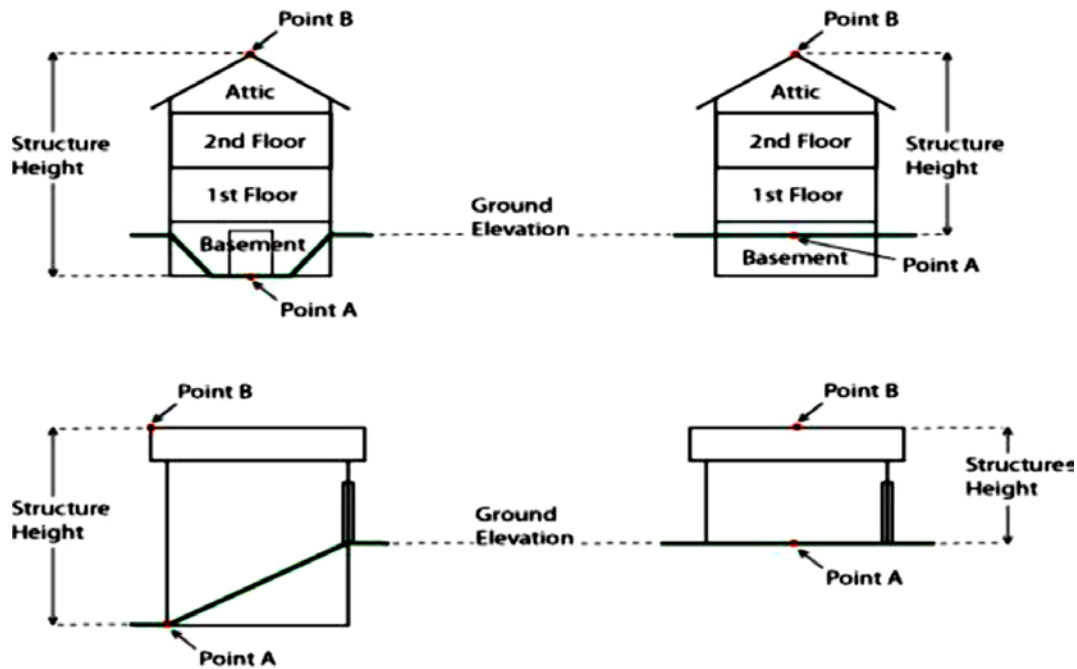 Point B
Point B
Attic
Attic
Structure
Height
2nd Floor
2nd Floor
Structure
Height
1st Floor
1st Floor
Ground
Elevation
Basement
Basement
Point A
Point A
Point B
Point B
Structure
Height
Structures
Height
Ground
Elevation
Point A
Point A